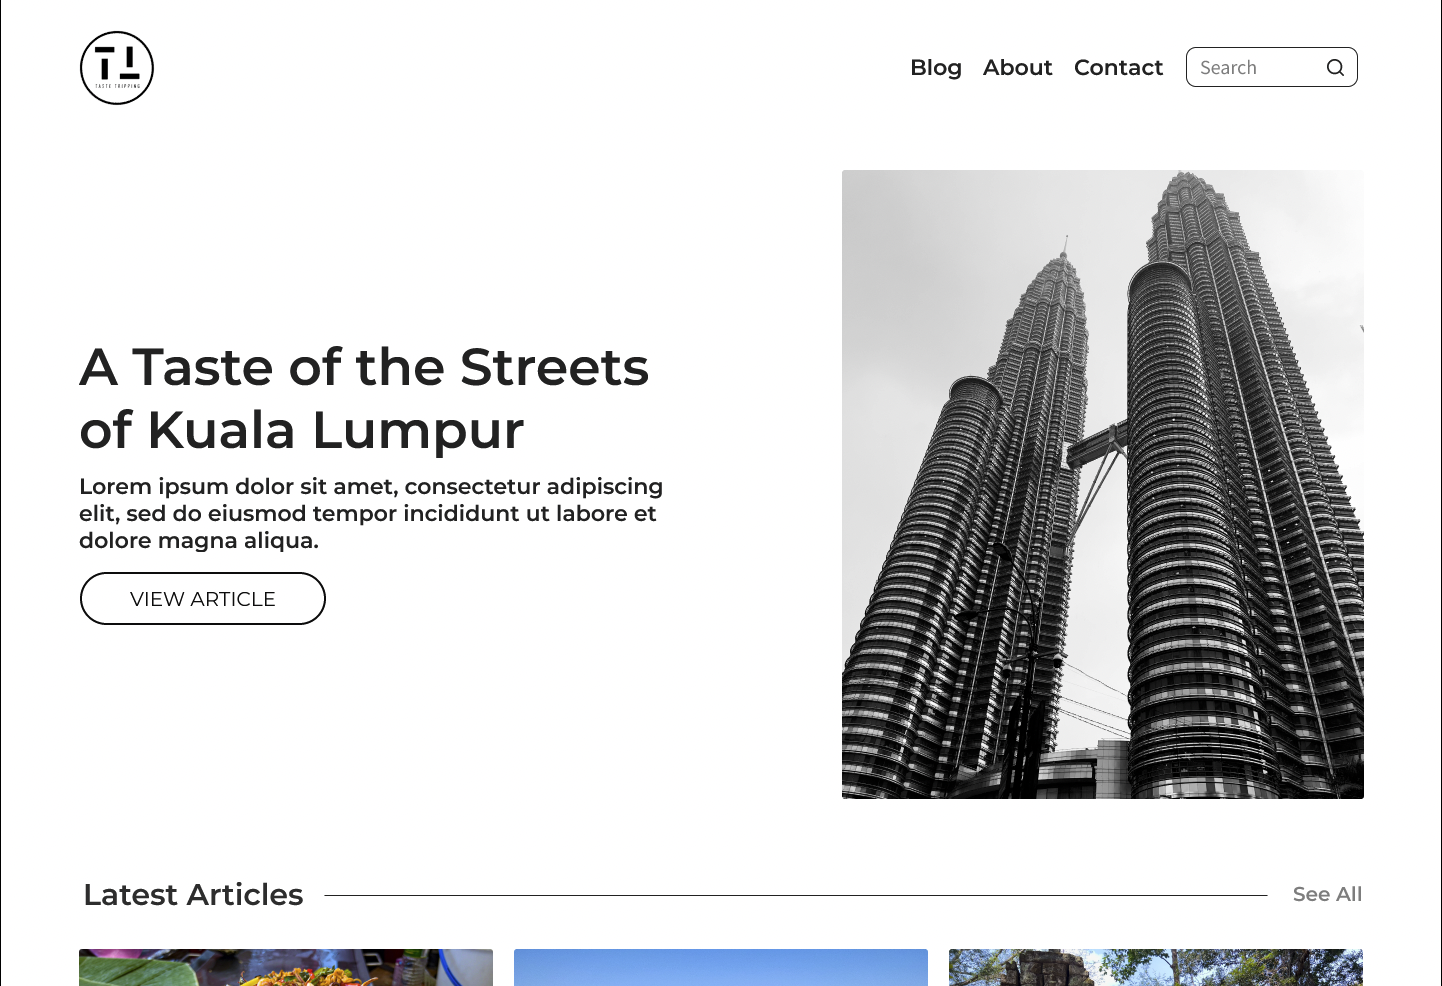 TASTE TRIPPING
Blog About Contact Search
A Taste of the Streets
of Kuala Lumpur
Lorem ipsum dolor sit amet, consectetur adipiscing
elit, sed do eiusmod tempor incididunt ut labore et
dolore magna aliqua.
VIEW ARTICLE
Latest Articles See All